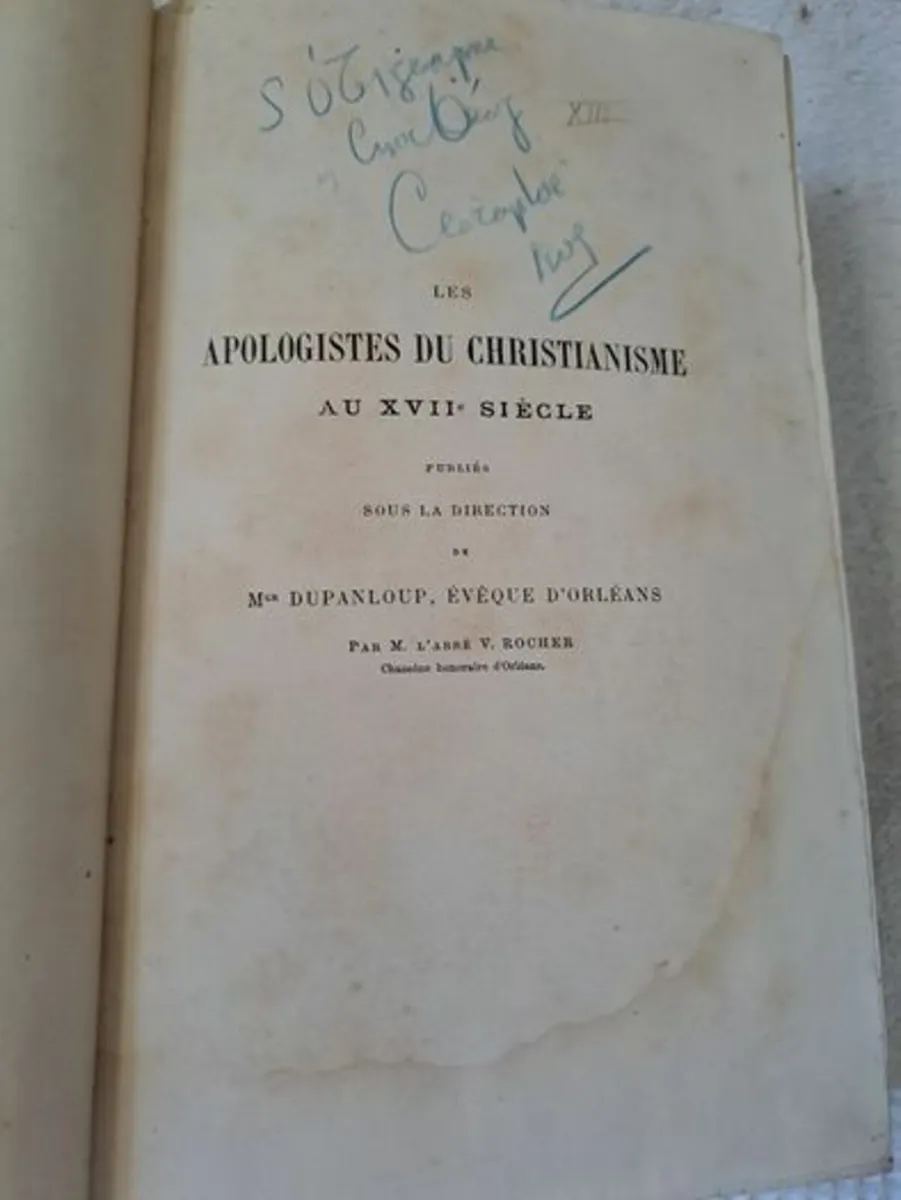 XIII
LES
APOLOGISTES DU CHRISTIANISME
AU XVIIᵉ SIÈCLE
PUBLIÉS
SOUS LA DIRECTION
DE
Mᴳᴿ DUPANLOUP, ÉVÊQUE D'ORLÉANS
PAR M. L'ABBÉ V. ROCHER
Chanoine honoraire d'Orléans.